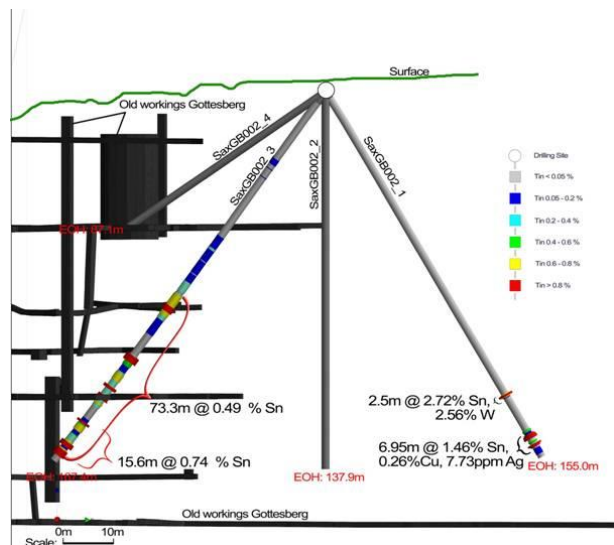 Surface
Old workings Gottesberg
SaxGB002_4
SaxGB002_3
SaxGB002_2
SaxGB002_1
Drilling Site
Tin < 0.05 %
Tin 0.05 - 0.2 %
Tin 0.2 - 0.4 %
Tin 0.4 - 0.6 %
Tin 0.6 - 0.8 %
Tin > 0.8 %
EOH: 67.1m
2.5m @ 2.72% Sn,
2.56% W
73.3m @ 0.49 % Sn
6.95m @ 1.46% Sn,
0.26%Cu, 7.73ppm Ag
15.6m @ 0.74 % Sn
EOH: 137.9m
EOH: 155.0m
Old workings Gottesberg
0m 10m
Scale: